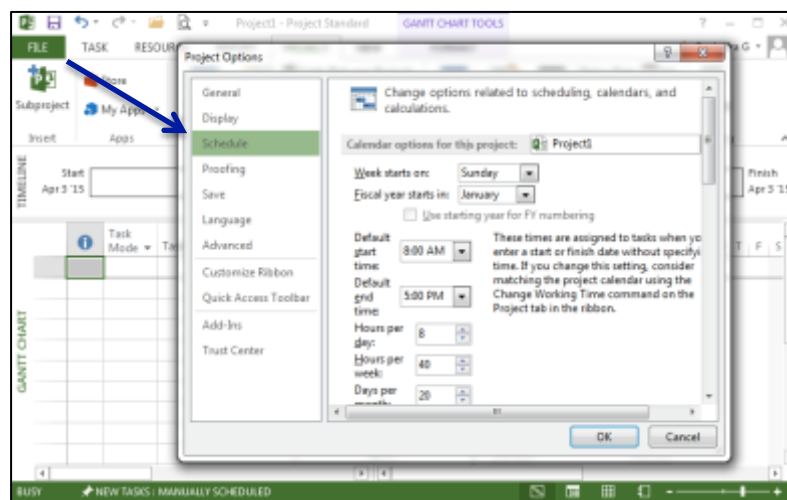 Project1 - Project Standard
GANTT CHART TOOLS
?
FILE
TASK
RESOUR
G
Project Options
Subproject
Store
My Apps
Insert
Apps
General
Display
Schedule
Proofing
Save
Language
Advanced
Customize Ribbon
Quick Access Toolbar
Add-Ins
Trust Center
Change options related to scheduling, calendars, and
calculations.
Calendar options for this project: Project1
Week starts on: Sunday
Fiscal year starts in: January
Use starting year for FY numbering
Default
start
time:
8:00 AM
These times are assigned to tasks when yo
enter a start or finish date without specifyi
time. If you change this setting, consider
matching the project calendar using the
Change Working Time command on the
Project tab in the ribbon.
Default
end
time:
5:00 PM
Hours per
day:
8
Hours per
week:
40
Days per
month:
20
OK
Cancel
TIMELINE
Start
Apr 3 '15
Finish
Apr 3 '15
Task
Mode
Tas
T F S
GANTT CHART
BUSY
NEW TASKS : MANUALLY SCHEDULED